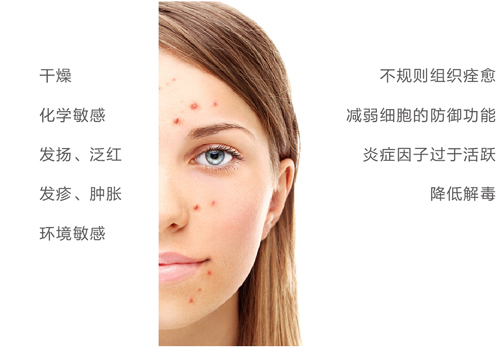 干燥
化学敏感
发扬、泛红
发疹、肿胀
环境敏感
不规则组织痊愈
减弱细胞的防御功能
炎症因子过于活跃
降低解毒